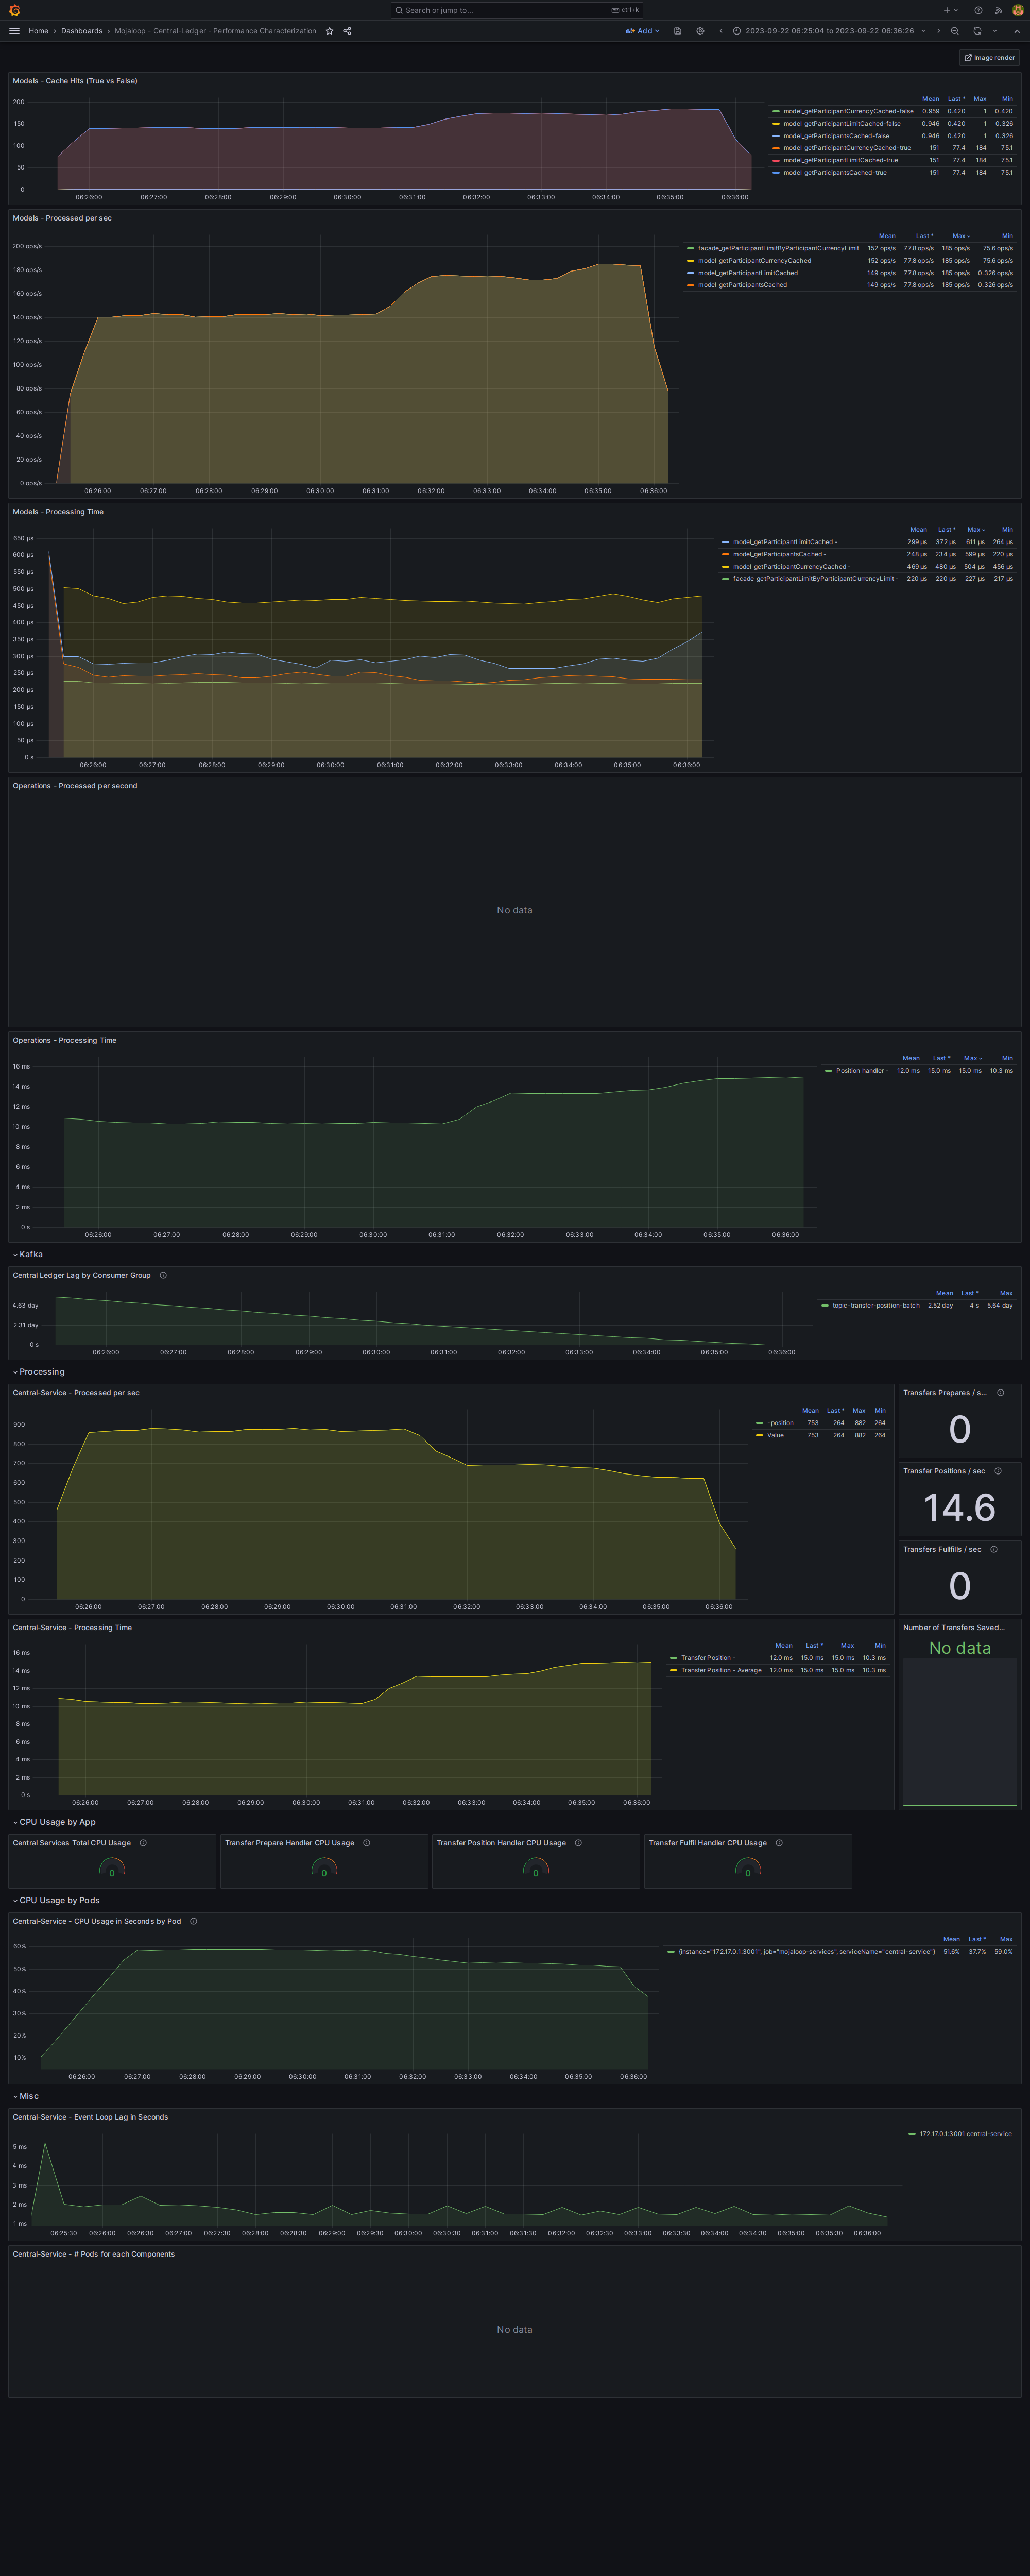 Search or jump to... ctrl+k
Home › Dashboards › Mojaloop - Central-Ledger - Performance Characterization Add 2023-09-22 06:25:04 to 2023-09-22 06:36:26
Image render
Models - Cache Hits (True vs False)
Mean Last * Max Min
model_getParticipantCurrencyCached-false 0.959 0.420 1 0.420
model_getParticipantLimitCached-false 0.946 0.420 1 0.326
model_getParticipantsCached-false 0.946 0.420 1 0.326
model_getParticipantCurrencyCached-true 151 77.4 184 75.1
model_getParticipantLimitCached-true 151 77.4 184 75.1
model_getParticipantsCached-true 151 77.4 184 75.1
200
150
100
50
0
06:26:00 06:27:00 06:28:00 06:29:00 06:30:00 06:31:00 06:32:00 06:33:00 06:34:00 06:35:00 06:36:00
Models - Processed per sec
Mean Last * Max Min
facade_getParticipantLimitByParticipantCurrencyLimit 152 ops/s 77.8 ops/s 185 ops/s 75.6 ops/s
model_getParticipantCurrencyCached 152 ops/s 77.8 ops/s 185 ops/s 75.6 ops/s
model_getParticipantLimitCached 149 ops/s 77.8 ops/s 185 ops/s 0.326 ops/s
model_getParticipantsCached 149 ops/s 77.8 ops/s 185 ops/s 0.326 ops/s
200 ops/s
180 ops/s
160 ops/s
140 ops/s
120 ops/s
100 ops/s
80 ops/s
60 ops/s
40 ops/s
20 ops/s
0 ops/s
06:26:00 06:27:00 06:28:00 06:29:00 06:30:00 06:31:00 06:32:00 06:33:00 06:34:00 06:35:00 06:36:00
Models - Processing Time
Mean Last * Max Min
model_getParticipantLimitCached - 299 µs 372 µs 611 µs 264 µs
model_getParticipantsCached - 248 µs 234 µs 599 µs 220 µs
model_getParticipantCurrencyCached - 469 µs 480 µs 504 µs 456 µs
facade_getParticipantLimitByParticipantCurrencyLimit - 220 µs 220 µs 227 µs 217 µs
650 µs
600 µs
550 µs
500 µs
450 µs
400 µs
350 µs
300 µs
250 µs
200 µs
150 µs
100 µs
50 µs
0 s
06:26:00 06:27:00 06:28:00 06:29:00 06:30:00 06:31:00 06:32:00 06:33:00 06:34:00 06:35:00 06:36:00
Operations - Processed per second
No data
Operations - Processing Time
Mean Last * Max Min
Position handler - 12.0 ms 15.0 ms 15.0 ms 10.3 ms
16 ms
14 ms
12 ms
10 ms
8 ms
6 ms
4 ms
2 ms
0 s
06:26:00 06:27:00 06:28:00 06:29:00 06:30:00 06:31:00 06:32:00 06:33:00 06:34:00 06:35:00 06:36:00
Kafka
Central Ledger Lag by Consumer Group
Mean Last * Max
topic-transfer-position-batch 2.52 day 4 s 5.64 day
4.63 day
2.31 day
0 s
06:26:00 06:27:00 06:28:00 06:29:00 06:30:00 06:31:00 06:32:00 06:33:00 06:34:00 06:35:00 06:36:00
Processing
Central-Service - Processed per sec
Mean Last * Max Min
- position 753 264 882 264
Value 753 264 882 264
900
800
700
600
500
400
300
200
100
0
06:26:00 06:27:00 06:28:00 06:29:00 06:30:00 06:31:00 06:32:00 06:33:00 06:34:00 06:35:00 06:36:00
Transfers Prepares / s...
0
Transfer Positions / sec
14.6
Transfers Fullfills / sec
0
Central-Service - Processing Time
Mean Last * Max Min
Transfer Position - 12.0 ms 15.0 ms 15.0 ms 10.3 ms
Transfer Position - Average 12.0 ms 15.0 ms 15.0 ms 10.3 ms
16 ms
14 ms
12 ms
10 ms
8 ms
6 ms
4 ms
2 ms
0 s
06:26:00 06:27:00 06:28:00 06:29:00 06:30:00 06:31:00 06:32:00 06:33:00 06:34:00 06:35:00 06:36:00
Number of Transfers Saved...
No data
CPU Usage by App
Central Services Total CPU Usage
0
Transfer Prepare Handler CPU Usage
0
Transfer Position Handler CPU Usage
0
Transfer Fulfil Handler CPU Usage
0
CPU Usage by Pods
Central-Service - CPU Usage in Seconds by Pod
Mean Last * Max
{instance="172.17.0.1:3001", job="mojaloop-services", serviceName="central-service"} 51.6% 37.7% 59.0%
60%
50%
40%
30%
20%
10%
06:26:00 06:27:00 06:28:00 06:29:00 06:30:00 06:31:00 06:32:00 06:33:00 06:34:00 06:35:00 06:36:00
Misc
Central-Service - Event Loop Lag in Seconds
172.17.0.1:3001 central-service
5 ms
4 ms
3 ms
2 ms
1 ms
06:25:30 06:26:00 06:26:30 06:27:00 06:27:30 06:28:00 06:28:30 06:29:00 06:29:30 06:30:00 06:30:30 06:31:00 06:31:30 06:32:00 06:32:30 06:33:00 06:33:30 06:34:00 06:34:30 06:35:00 06:35:30 06:36:00
Central-Service - # Pods for each Components
No data